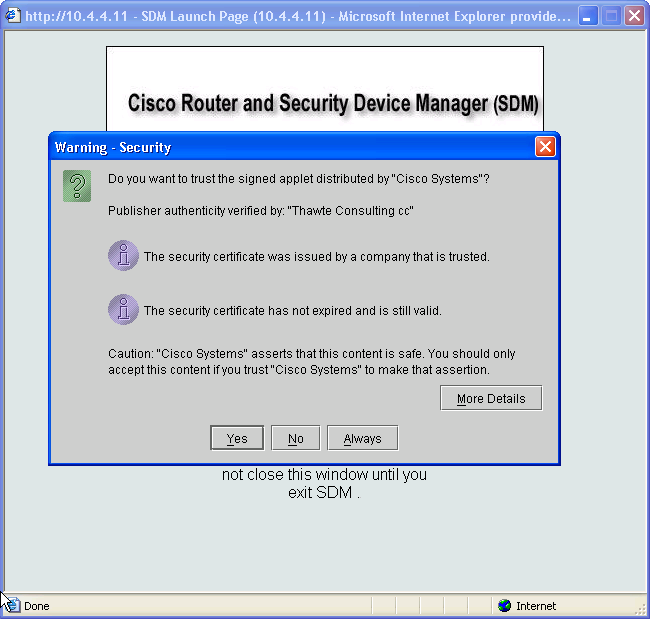 http://10.4.4.11 - SDM Launch Page (10.4.4.11) - Microsoft Internet Explorer provide...
Cisco Router and Security Device Manager (SDM)
Warning - Security
Do you want to trust the signed applet distributed by "Cisco Systems"?
Publisher authenticity verified by: "Thawte Consulting cc"
The security certificate was issued by a company that is trusted.
The security certificate has not expired and is still valid.
Caution: "Cisco Systems" asserts that this content is safe. You should only
accept this content if you trust "Cisco Systems" to make that assertion.
More Details
Yes No Always
not close this window until you
exit SDM .
Done Internet